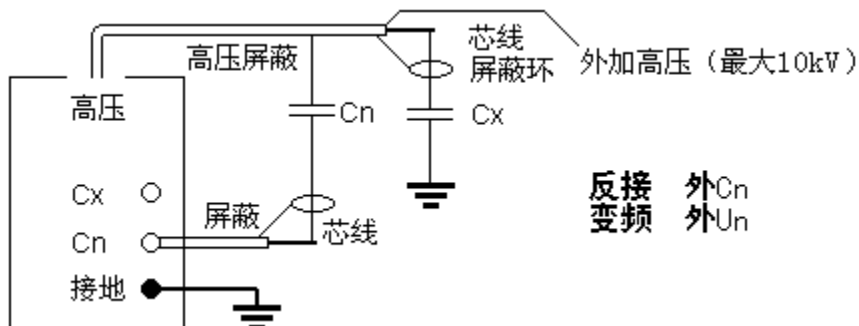 高压屏蔽
芯线
屏蔽环
外加高压（最大10kV）
高压
Cn
Cx
Cx
屏蔽
芯线
Cn
接地
反接 外Cn
变频 外Un